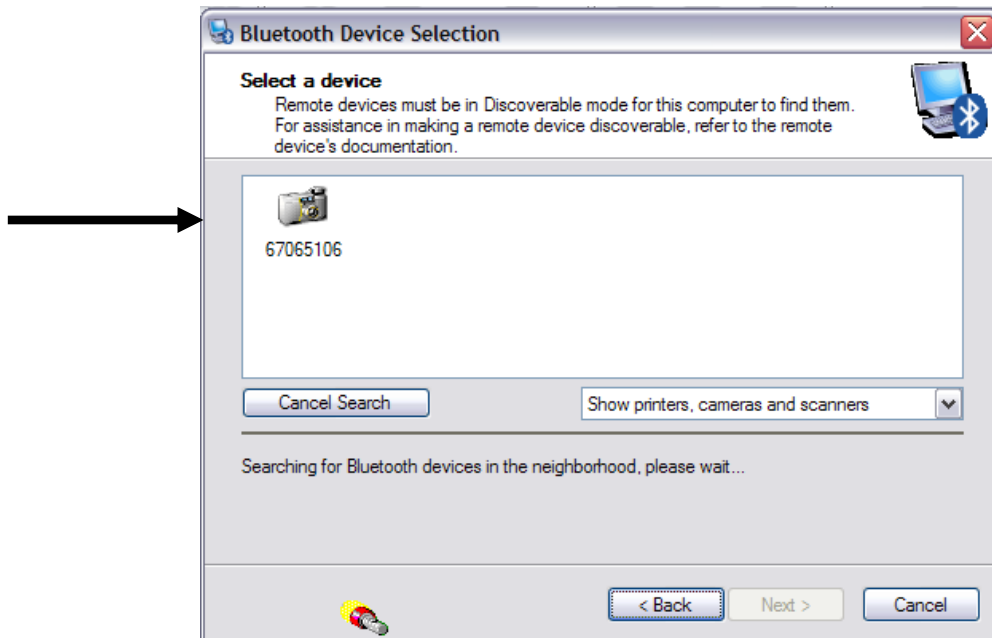 Bluetooth Device Selection
Select a device
Remote devices must be in Discoverable mode for this computer to find them.
For assistance in making a remote device discoverable, refer to the remote
device's documentation.
67065106
Cancel Search
Show printers, cameras and scanners
Searching for Bluetooth devices in the neighborhood, please wait...
< Back
Next >
Cancel